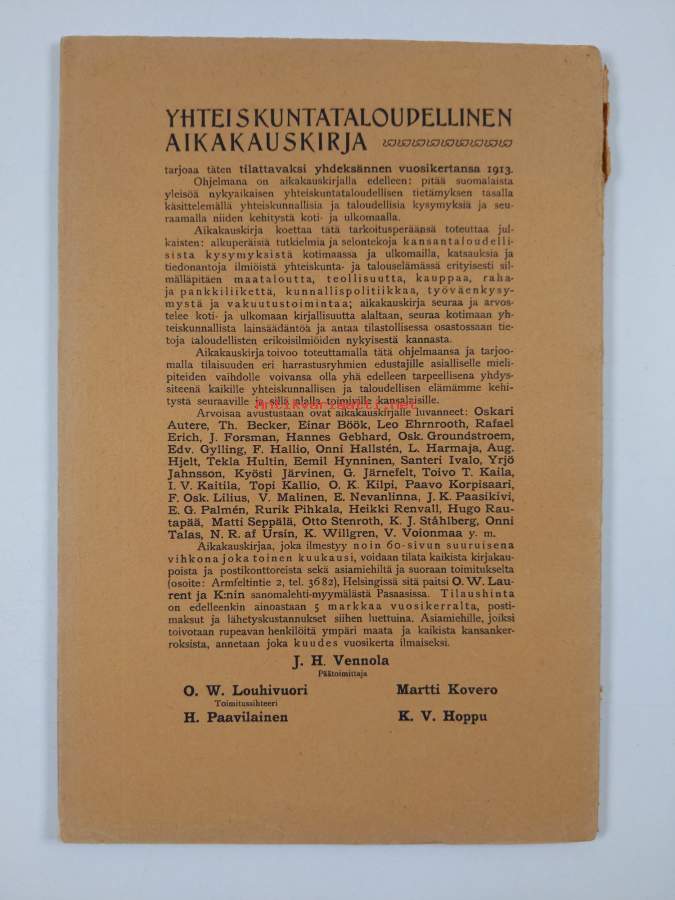 YHTEISKUNTATALOUDELLINEN
AIKAKAUSKIRJA
tarjoaa täten tilattavaksi yhdeksännen vuosikertansa 1913.
Ohjelmana on aikakauskirjalla edelleen: pitää suomalaista
yleisöä nykyaikaisen yhteiskuntataloudellisen tietämyksen tasalla
käsittelemällä yhteiskunnallisia ja taloudellisia kysymyksiä ja seu-
raamalla niiden kehitystä koti- ja ulkomaalla.
Aikakauskirja koettaa tätä tarkoitusperäänsä toteuttaa jul-
kaisten: alkuperäisiä tutkielmia ja selontekoja kansantaloudelli-
sista kysymyksistä kotimaassa ja ulkomailla, katsauksia ja
tiedonantoja ilmiöistä yhteiskunta- ja talouselämässä erityisesti sil-
mälläpitäen maataloutta, teollisuutta, kauppaa, raha-
ja pankkiliikettä, kunnallispolitiikkaa, työväenkysy-
mystä ja vakuutustoimintaa; aikakauskirja seuraa ja arvos-
telee koti- ja ulkomaan kirjallisuutta alaltaan, seuraa kotimaan yh-
teiskunnallista lainsäädäntöä ja antaa tilastollisessa osastossaan tie-
toja taloudellisten erikoisilmiöiden nykyisestä kannasta.
Aikakauskirja toivoo toteuttamalla tätä ohjelmaansa ja tarjoo-
malla tilaisuuden eri harrastusryhmien edustajille asialliselle mieli-
piteiden vaihdolle voivansa olla yhä edelleen tarpeellisena yhdys-
siteenä kaikille yhteiskunnallisen ja taloudellisen elämämme kehi-
tystä seuraaville ja sillä alalla toimiville kansalaisille.
Antikvariaatti.net
Arvoisaa avustustaan ovat aikakauskirjalle luvanneet: Oskari
Autere, Th. Becker, Einar Böök, Leo Ehrnrooth, Rafael
Erich, J. Forsman, Hannes Gebhard, Osk. Groundstroem,
Edv. Gylling, F. Hallio, Onni Hallstén, L. Harmaja, Aug.
Hjelt, Tekla Hultin, Eemil Hynninen, Santeri Ivalo, Yrjö
Jahnsson, Kyösti Järvinen, G. Järnefelt, Toivo T. Kaila,
I. V. Kaitila, Topi Kallio, O. K. Kilpi, Paavo Korpisaari,
F. Osk. Lilius, V. Malinen, E. Nevanlinna, J. K. Paasikivi,
E. G. Palmén, Rurik Pihkala, Heikki Renvall, Hugo Rau-
tapää, Matti Seppälä, Otto Stenroth, K. J. Ståhlberg, Onni
Talas, N. R. af Ursin, K. Willgren, V. Voionmaa y. m.
Aikakauskirjaa, joka ilmestyy noin 60-sivun suuruisena
vihkona joka toinen kuukausi, voidaan tilata kaikista kirjakau-
poista ja postikonttoreista sekä asiamiehiltä ja suoraan toimitukselta
(osoite: Armfeltintie 2, tel. 3682), Helsingissä sitä paitsi O. W. Lau-
rent ja K:nin sanomalehti-myymälästä Pasaasissa. Tilaushinta
on edelleenkin ainoastaan 5 markkaa vuosikerralta, posti-
maksut ja lähetyskustannukset siihen luettuina. Asiamiehille, joiksi
toivotaan rupeavan henkilöitä ympäri maata ja kaikista kansanker-
roksista, annetaan joka kuudes vuosikerta ilmaiseksi.
J. H. Vennola
Päätoimittaja
O. W. Louhivuori
Martti Kovero
Toimitussihteeri
H. Paavilainen
K. V. Hoppu